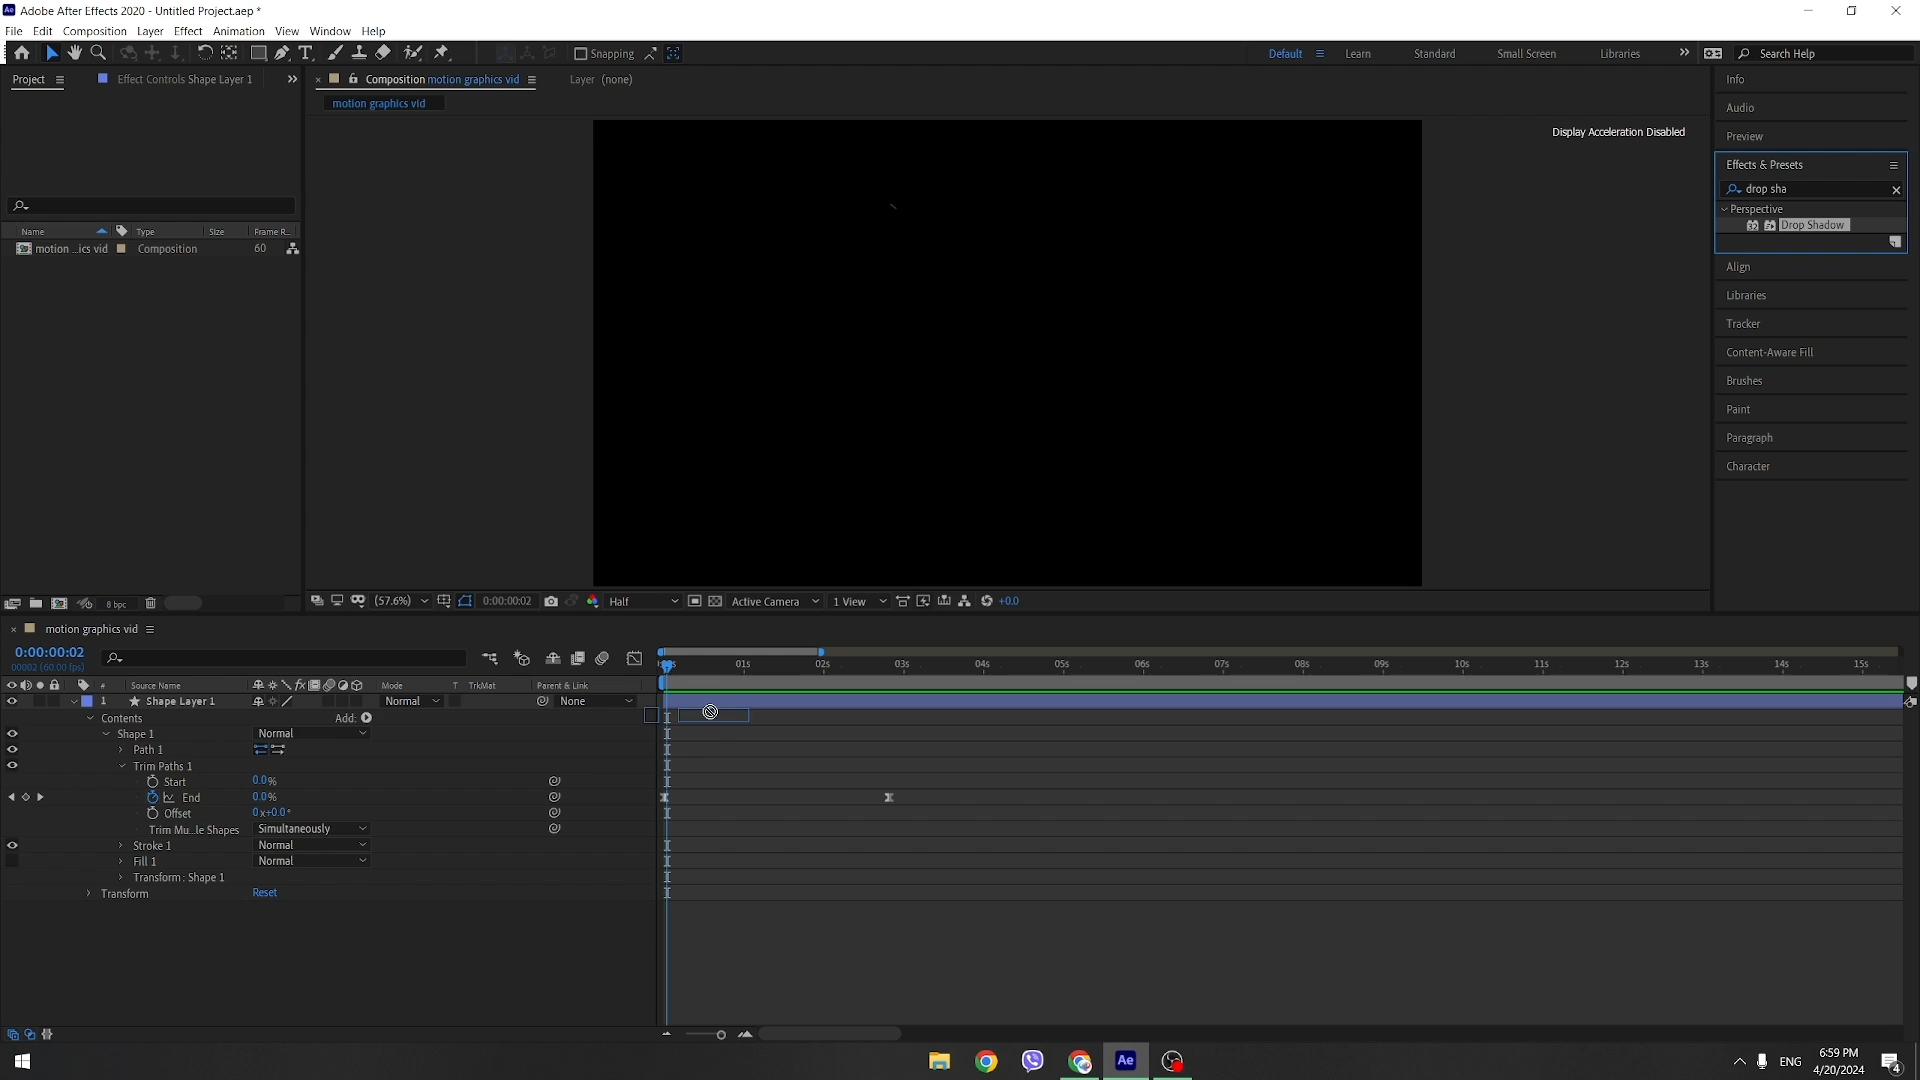 Adobe After Effects 2020 - Untitled Project.aep *
File Edit Composition Layer Effect Animation View Window Help
Snapping
Default
Learn
Standard
Small Screen
Libraries
Search Help
Project
Effect Controls Shape Layer 1
Composition motion graphics vid
Layer (none)
motion graphics vid
Display Acceleration Disabled
Info
Audio
Preview
Effects & Presets
drop sha
Perspective
Drop Shadow
Align
Libraries
Tracker
Content-Aware Fill
Brushes
Paint
Paragraph
Character
Name Type Size Frame R...
motion ...ics vid Composition 60
8 bpc
(57.6%) 0:00:00:02 Half Active Camera 1 View +0.0
motion graphics vid
0:00:00:02
00002 (60.00 fps)
01s 02s 03s 04s 05s 06s 07s 08s 09s 10s 11s 12s 13s 14s 15s
# Source Name Mode T TrkMat Parent & Link
1 Shape Layer 1 Normal None
Contents Add:
Shape 1 Normal
Path 1
Trim Paths 1
Start 0.0%
End 0.0%
Offset 0x+0.0°
Trim Mu...le Shapes Simultaneously
Stroke 1 Normal
Fill 1 Normal
Transform: Shape 1
Transform Reset
Ae
ENG
6:59 PM
4/20/2024
4